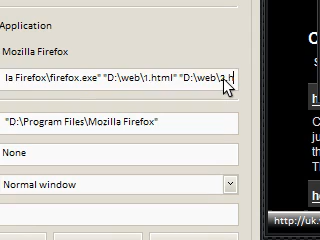 Application
Mozilla Firefox
la Firefox\firefox.exe" "D:\web\1.html" "D:\web\2.h
"D:\Program Files\Mozilla Firefox"
None
Normal window
http://uk.